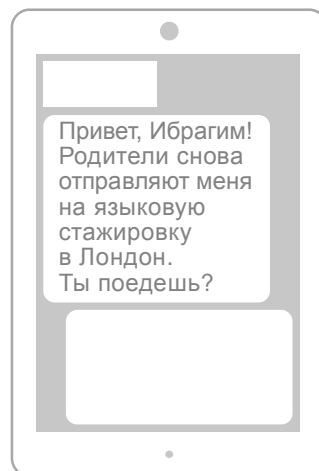 Привет, Ибрагим!
Родители снова
отправляют меня
на языковую
стажировку
в Лондон.
Ты поедешь?